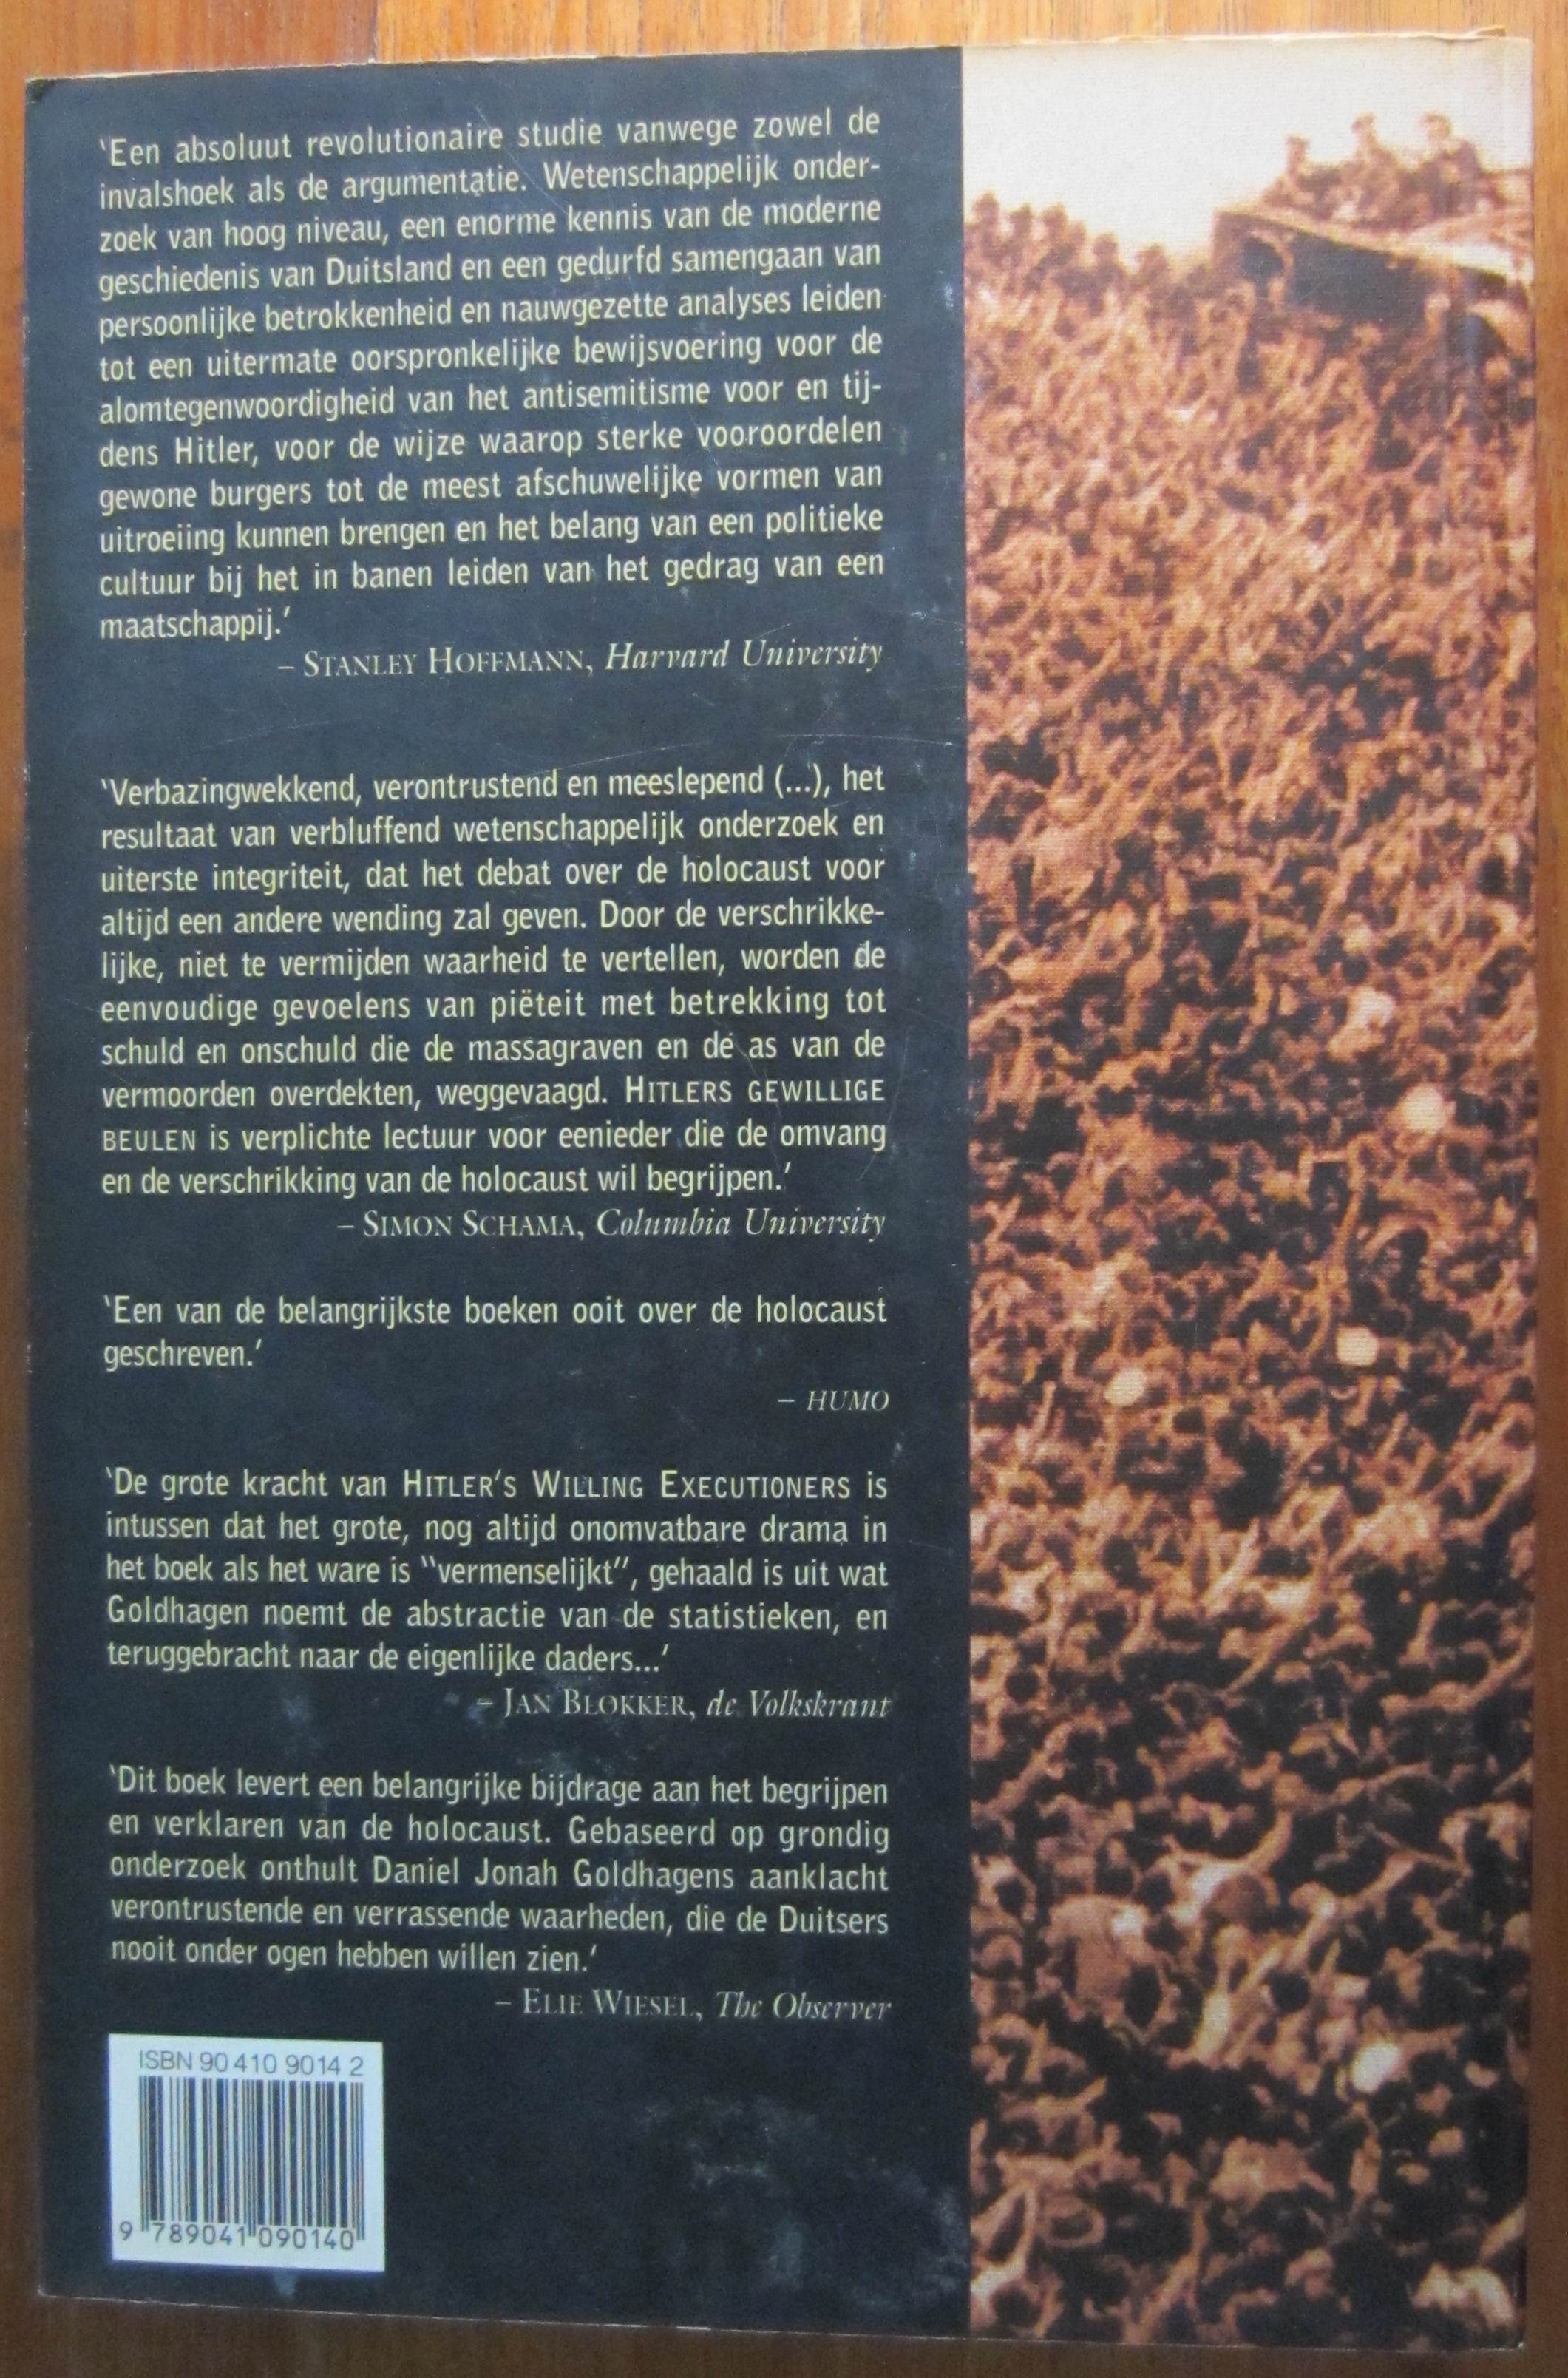 ‘Een absoluut revolutionaire studie vanwege zowel de
invalshoek als de argumentatie. Wetenschappelijk onder-
zoek van hoog niveau, een enorme kennis van de moderne
geschiedenis van Duitsland en een gedurfd samengaan van
persoonlijke betrokkenheid en nauwgezette analyses leiden
tot een uitermate oorspronkelijke bewijsvoering voor de
alomtegenwoordigheid van het antisemitisme voor en tij-
dens Hitler, voor de wijze waarop sterke vooroordelen
gewone burgers tot de meest afschuwelijke vormen van
uitroeiing kunnen brengen en het belang van een politieke
cultuur bij het in banen leiden van het gedrag van een
maatschappij.’
– STANLEY HOFFMANN, Harvard University
‘Verbazingwekkend, verontrustend en meeslepend (...), het
resultaat van verbluffend wetenschappelijk onderzoek en
uiterste integriteit, dat het debat over de holocaust voor
altijd een andere wending zal geven. Door de verschrikke-
lijke, niet te vermijden waarheid te vertellen, worden de
eenvoudige gevoelens van piëteit met betrekking tot
schuld en onschuld die de massagraven en de as van de
vermoorden overdekten, weggevaagd. HITLERS GEWILLIGE
BEULEN is verplichte lectuur voor eenieder die de omvang
en de verschrikking van de holocaust wil begrijpen.’
– SIMON SCHAMA, Columbia University
‘Een van de belangrijkste boeken ooit over de holocaust
geschreven.’
– HUMO
‘De grote kracht van HITLER’S WILLING EXECUTIONERS is
intussen dat het grote, nog altijd onomvatbare drama in
het boek als het ware is “vermenselijkt”, gehaald is uit wat
Goldhagen noemt de abstractie van de statistieken, en
teruggebracht naar de eigenlijke daders...’
– JAN BLOKKER, de Volkskrant
‘Dit boek levert een belangrijke bijdrage aan het begrijpen
en verklaren van de holocaust. Gebaseerd op grondig
onderzoek onthult Daniel Jonah Goldhagens aanklacht
verontrustende en verrassende waarheden, die de Duitsers
nooit onder ogen hebben willen zien.’
– ELIE WIESEL, The Observer
ISBN 90 410 9014 2
9 789041 090140